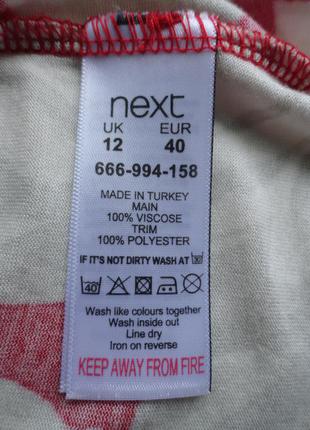 next
UK EUR
12 40
666-994-158
MADE IN TURKEY
MAIN
100% VISCOSE
TRIM
100% POLYESTER
IF IT'S NOT DIRTY WASH AT
40
Wash like colours together
Wash inside out
Line dry
Iron on reverse
KEEP AWAY FROM FIRE